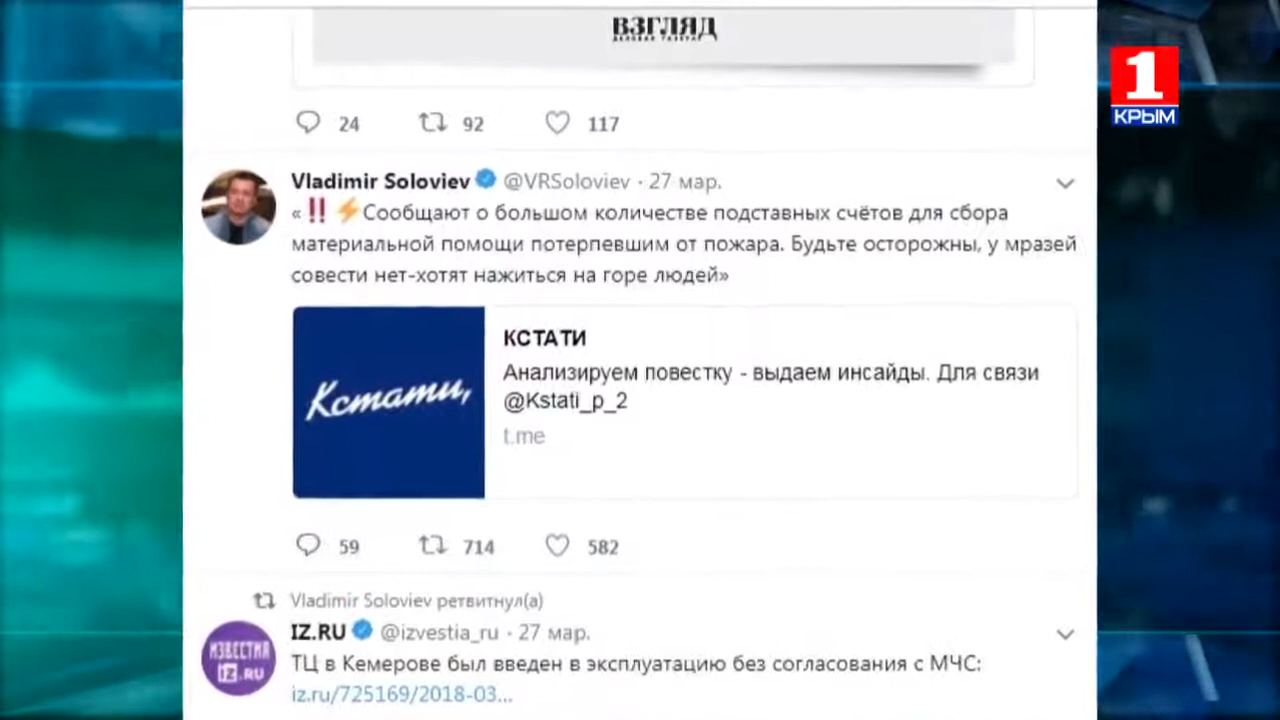 ВЗГЛЯД
ДЕЛОВАЯ ГАЗЕТА
1
КРЫМ
24 92 117
Vladimir Soloviev @VRSoloviev · 27 мар.
« ‼️ ⚡Сообщают о большом количестве подставных счётов для сбора
материальной помощи потерпевшим от пожара. Будьте осторожны, у мразей
совести нет-хотят нажиться на горе людей»
Кстати,
КСТАТИ
Анализируем повестку - выдаем инсайды. Для связи
@Kstati_p_2
t.me
59 714 582
Vladimir Soloviev ретвитнул(а)
ИЗВЕСТИЯ
IZ.RU
IZ.RU @izvestia_ru · 27 мар.
ТЦ в Кемерове был введен в эксплуатацию без согласования с МЧС:
iz.ru/725169/2018-03...